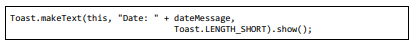 Toast.makeText(this, "Date: " + dateMessage,
Toast.LENGTH_SHORT).show();